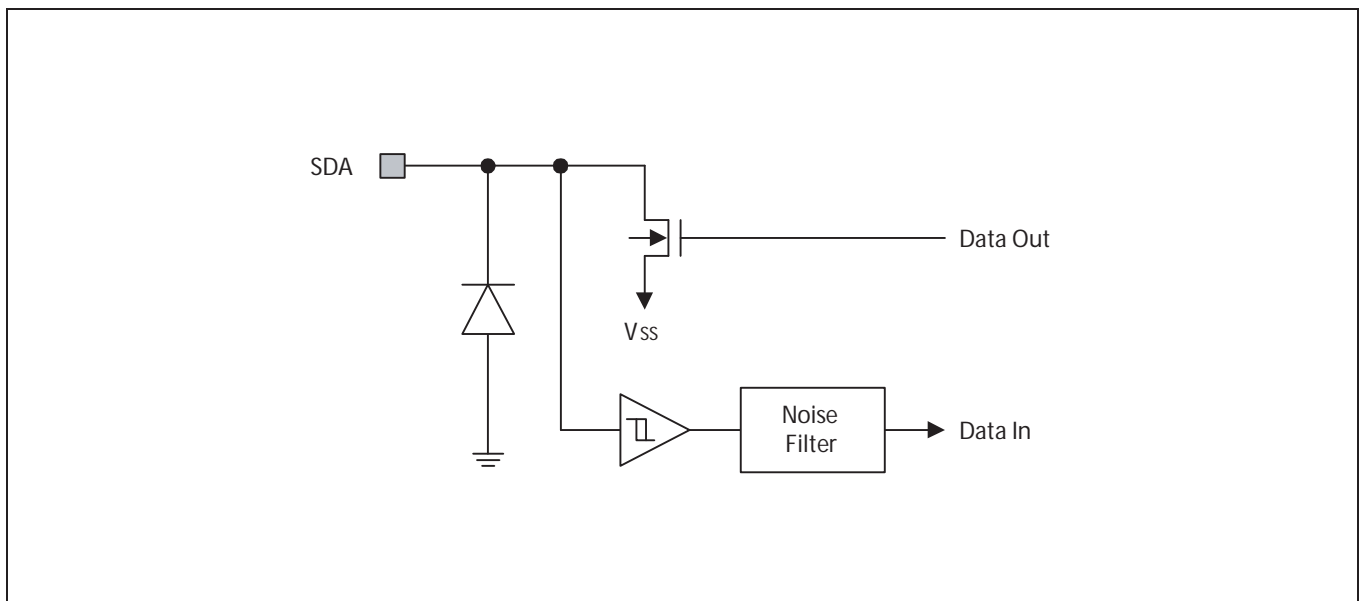 SDA
Data Out
Vss
Noise
Filter
Data In